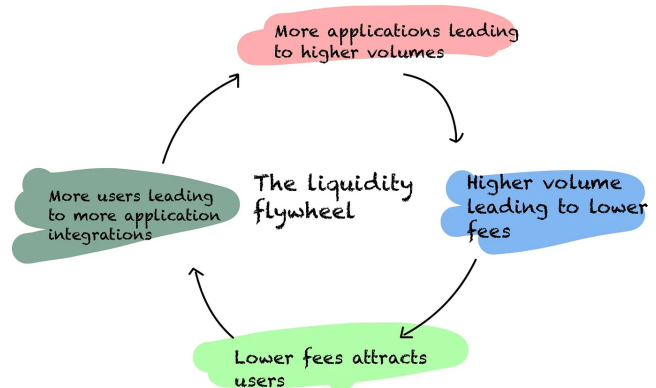 More applications leading
to higher volumes
The liquidity
flywheel
Higher volume
leading to lower
fees
More users leading
to more application
integrations
Lower fees attracts
users